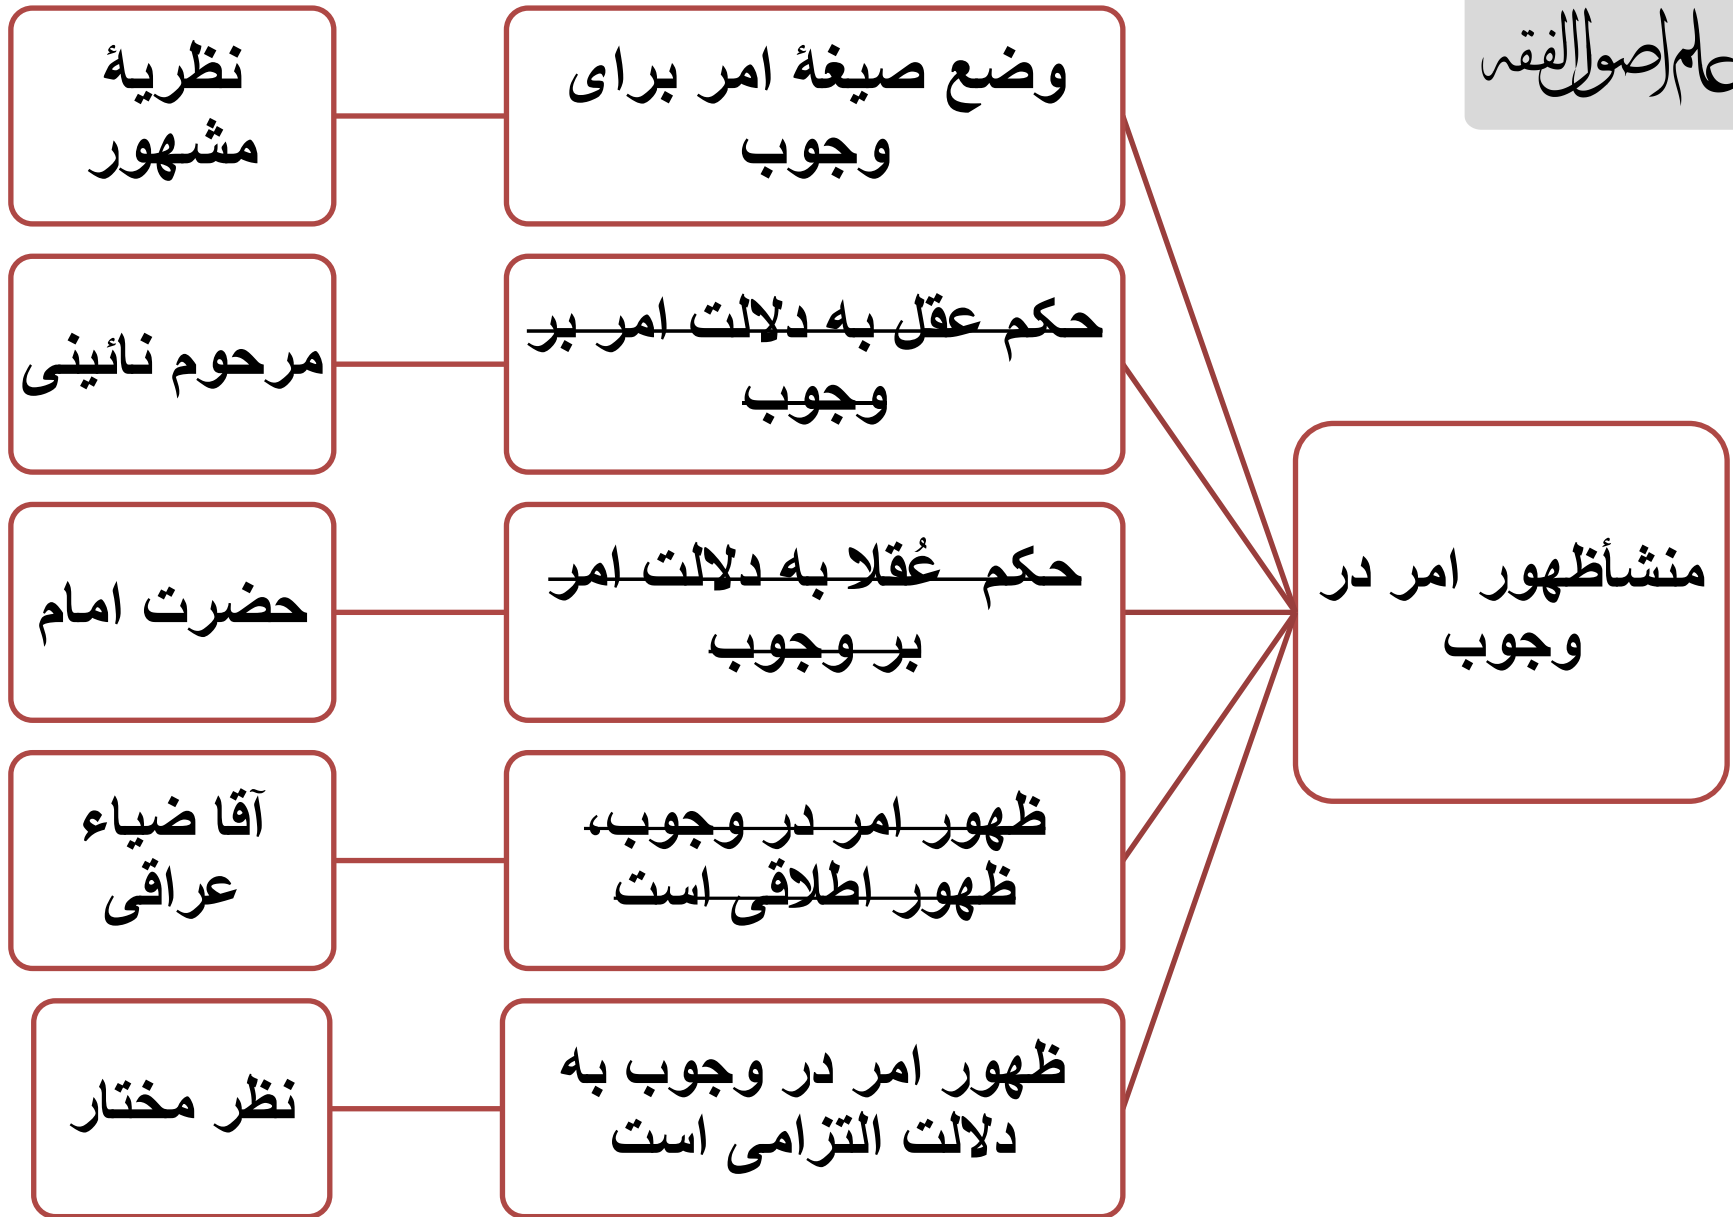 علم اصول الفقه
منشأظهور امر در
وجوب
وضع صیغهٔ امر برای
وجوب
نظریهٔ
مشهور
حکم عقل به دلالت امر بر
وجوب
مرحوم نائینی
حکم عُقلا به دلالت امر
بر وجوب
حضرت امام
ظهور امر در وجوب،
ظهور اطلاقی است
آقا ضیاء
عراقی
ظهور امر در وجوب به
دلالت التزامی است
نظر مختار